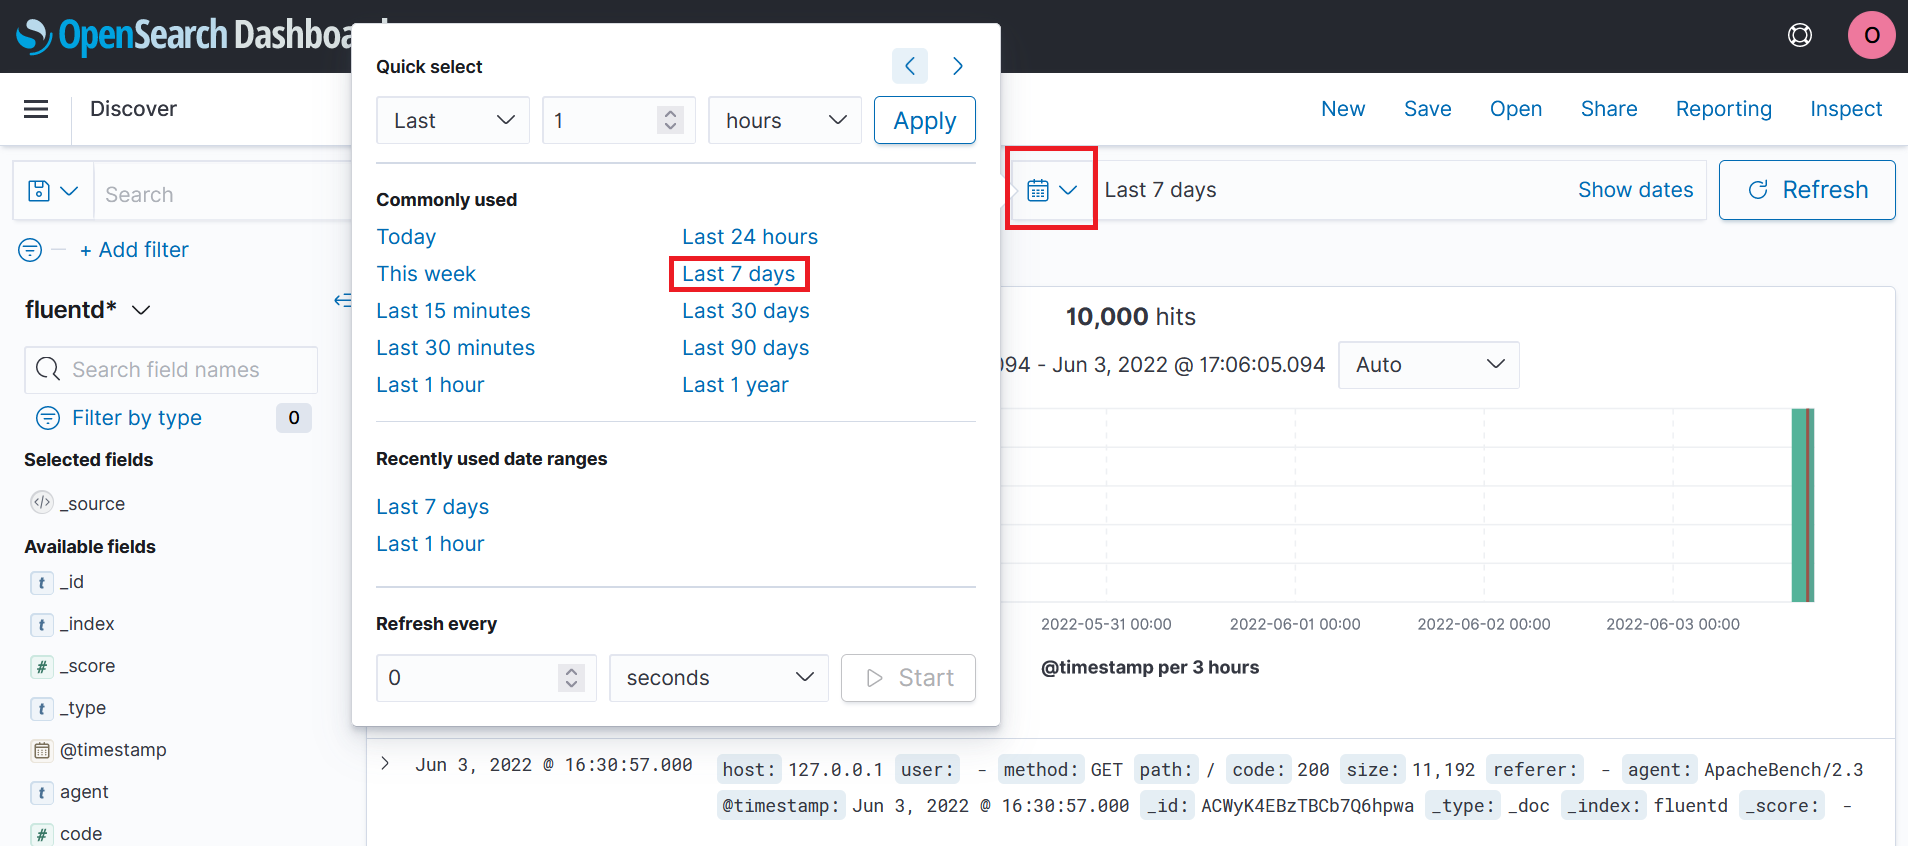 OpenSearch Dashboa
O
Discover
New Save Open Share Reporting Inspect
Quick select
Last 1 hours Apply
Commonly used
Today Last 24 hours
This week Last 7 days
Last 15 minutes Last 30 days
Last 30 minutes Last 90 days
Last 1 hour Last 1 year
Recently used date ranges
Last 7 days
Last 1 hour
Refresh every
0 seconds Start
Search
Last 7 days Show dates Refresh
+ Add filter
fluentd*
Search field names
Filter by type 0
Selected fields
_source
Available fields
t _id
t _index
# _score
t _type
@timestamp
t agent
# code
10,000 hits
094 - Jun 3, 2022 @ 17:06:05.094 Auto
2022-05-31 00:00 2022-06-01 00:00 2022-06-02 00:00 2022-06-03 00:00
@timestamp per 3 hours
Jun 3, 2022 @ 16:30:57.000 host: 127.0.0.1 user: - method: GET path: / code: 200 size: 11,192 referer: - agent: ApacheBench/2.3
@timestamp: Jun 3, 2022 @ 16:30:57.000 _id: ACWyK4EBzTBCb7Q6hpwa _type: _doc _index: fluentd _score: -